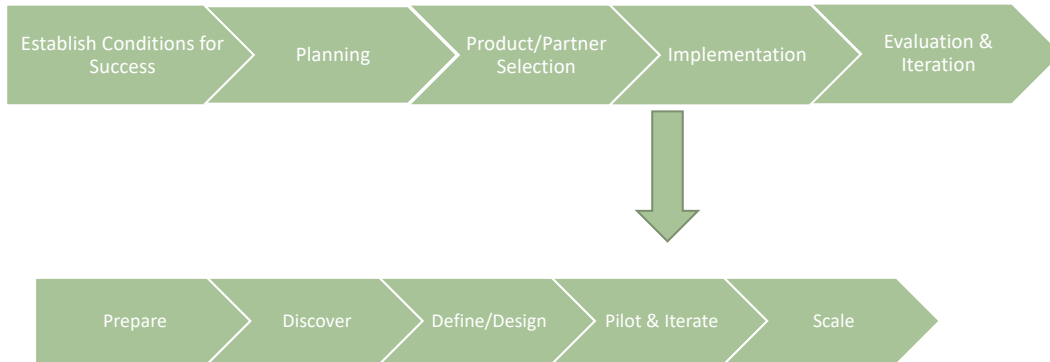 Establish Conditions for
Success
Planning
Product/Partner
Selection
Implementation
Evaluation &
Iteration
Prepare
Discover
Define/Design
Pilot & Iterate
Scale